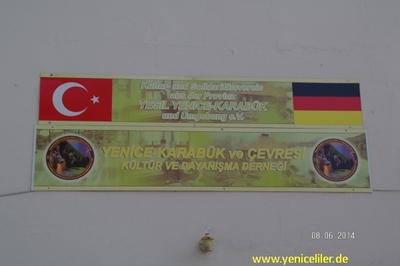 Kultur- und Solidaritätsverein
aus der Provinz
YEŞİL YENİCE-KARABÜK
und Umgebung e.V.
YENİCE-KARABÜK ve ÇEVRESİ
KÜLTÜR VE DAYANIŞMA DERNEĞİ
08.06.2014
www.yeniceliler.de